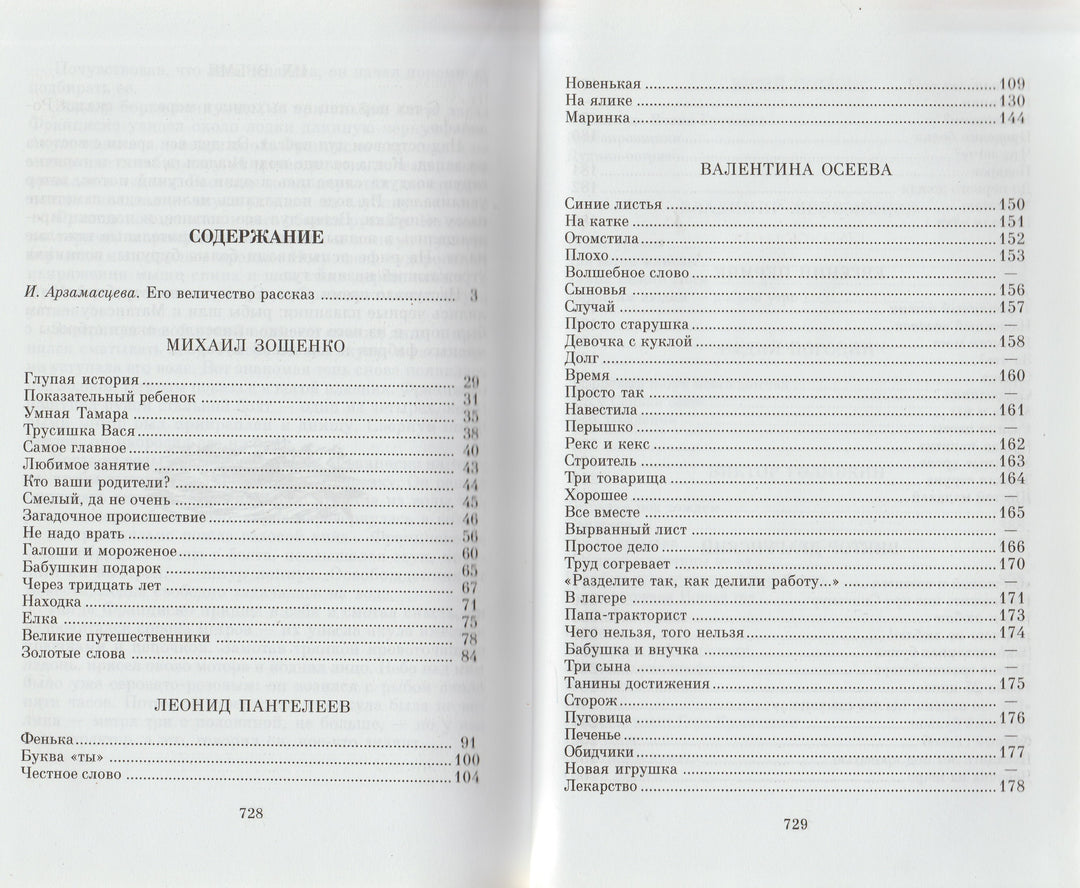 СОДЕРЖАНИЕ
И. Арзамасцева. Его величество рассказ ........ 3
МИХАИЛ ЗОЩЕНКО
Глупая история ........ 29
Показательный ребенок ........ 31
Умная Тамара ........ 35
Трусишка Вася ........ 38
Самое главное ........ 40
Любимое занятие ........ 43
Кто ваши родители? ........ 44
Смелый, да не очень ........ 45
Загадочное происшествие ........ 46
Не надо врать ........ 56
Галоши и мороженое ........ 60
Бабушкин подарок ........ 65
Через тридцать лет ........ 67
Находка ........ 71
Елка ........ 75
Великие путешественники ........ 78
Золотые слова ........ 84
ЛЕОНИД ПАНТЕЛЕЕВ
Фенька ........ 91
Буква «ты» ........ 100
Честное слово ........ 104
728
Новенькая ........ 109
На ялике ........ 130
Маринка ........ 144
ВАЛЕНТИНА ОСЕЕВА
Синие листья ........ 150
На катке ........ 151
Отомстила ........ 152
Плохо ........ 153
Волшебное слово ........ —
Сыновья ........ 156
Случай ........ 157
Просто старушка ........ —
Девочка с куклой ........ 158
Долг ........ —
Время ........ 160
Просто так ........ —
Навестила ........ 161
Перышко ........ —
Рекс и кекс ........ 162
Строитель ........ 163
Три товарища ........ 164
Хорошее ........ —
Все вместе ........ 165
Вырванный лист ........ —
Простое дело ........ 166
Труд согревает ........ 170
«Разделите так, как делили работу...» ........ —
В лагере ........ 171
Папа-тракторист ........ 173
Чего нельзя, того нельзя ........ 174
Бабушка и внучка ........ —
Три сына ........ —
Танины достижения ........ 175
Сторож ........ —
Пуговица ........ 176
Печенье ........ —
Обидчики ........ 177
Новая игрушка ........ —
Лекарство ........ 178
729